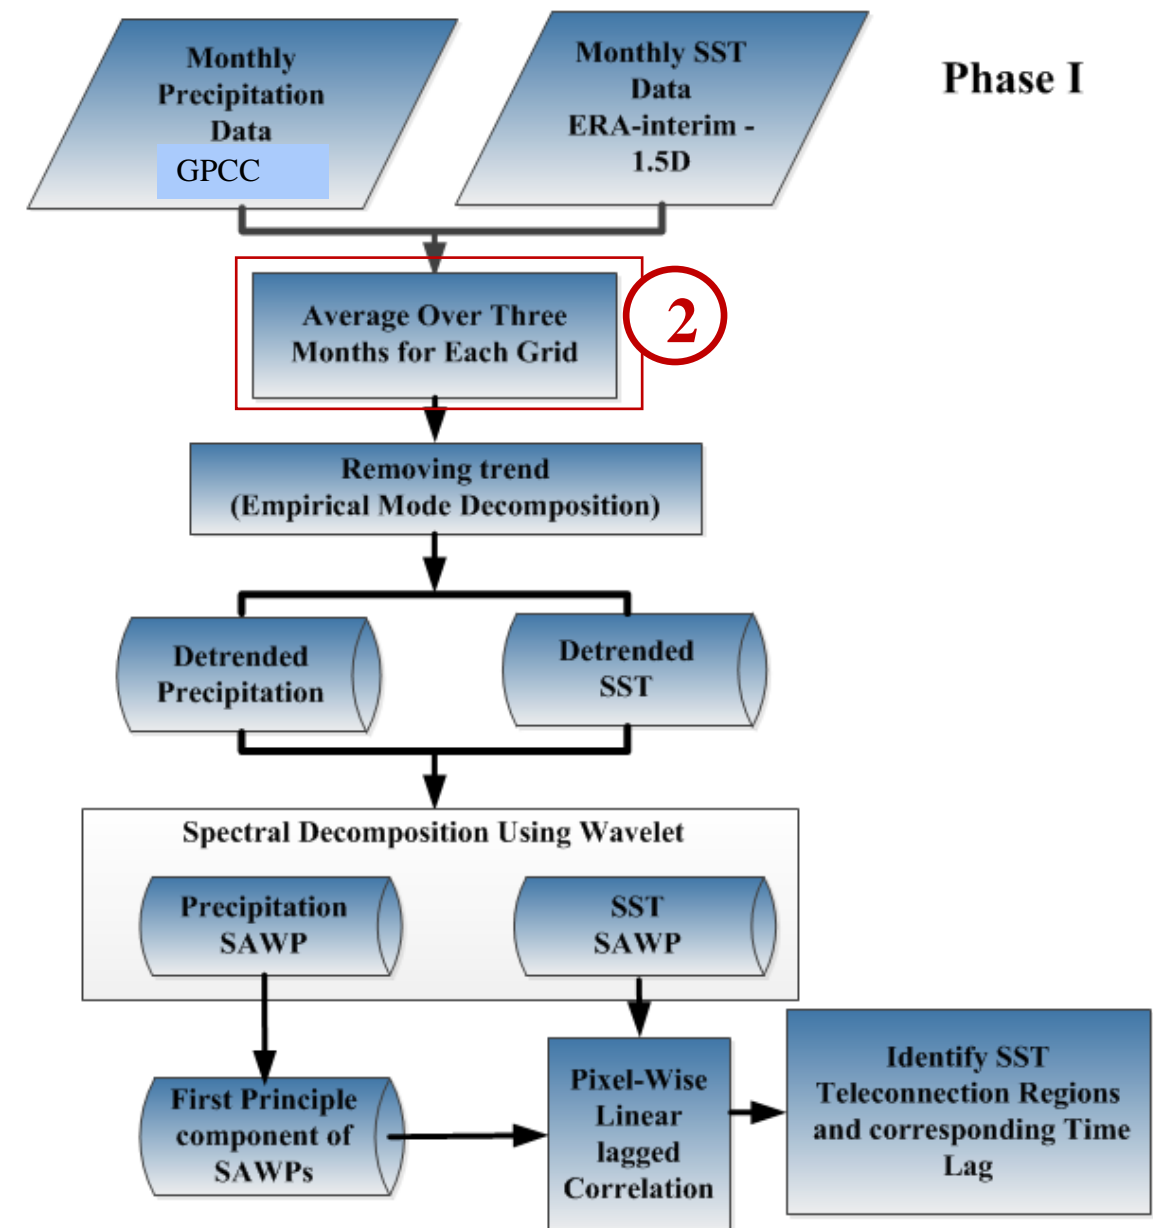 Monthly
Precipitation
Data
GPCC
Monthly SST
Data
ERA-interim -
1.5D
Phase I
Average Over Three
Months for Each Grid
2
Removing trend
(Empirical Mode Decomposition)
Detrended
Precipitation
Detrended
SST
Spectral Decomposition Using Wavelet
Precipitation
SAWP
SST
SAWP
First Principle
component of
SAWPs
Pixel-Wise
Linear
lagged
Correlation
Identify SST
Teleconnection Regions
and corresponding Time
Lag